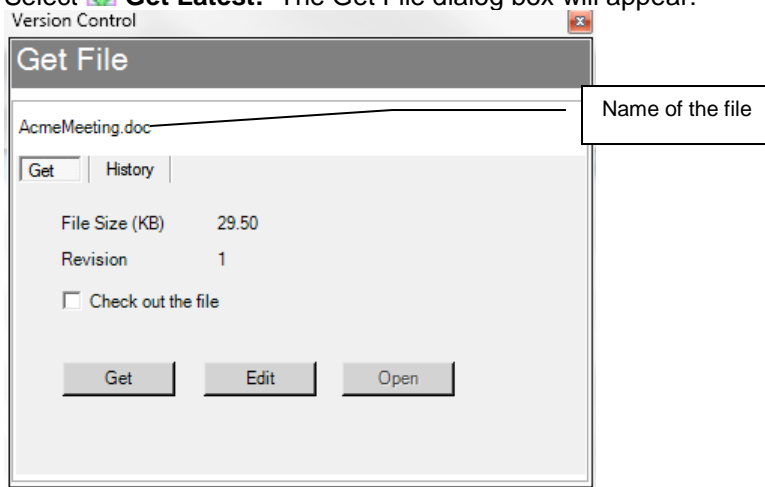 Select Get Latest. The Get File dialog box will appear.
Version Control
Get File
Name of the file
AcmeMeeting.doc
Get History
File Size (KB) 29.50
Revision 1
Check out the file
Get Edit Open